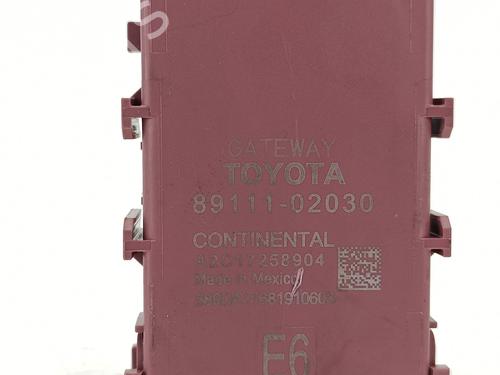 GATEWAY
TOYOTA
89111-02030
CONTINENTAL
A2C17258904
Made in Mexico
E6